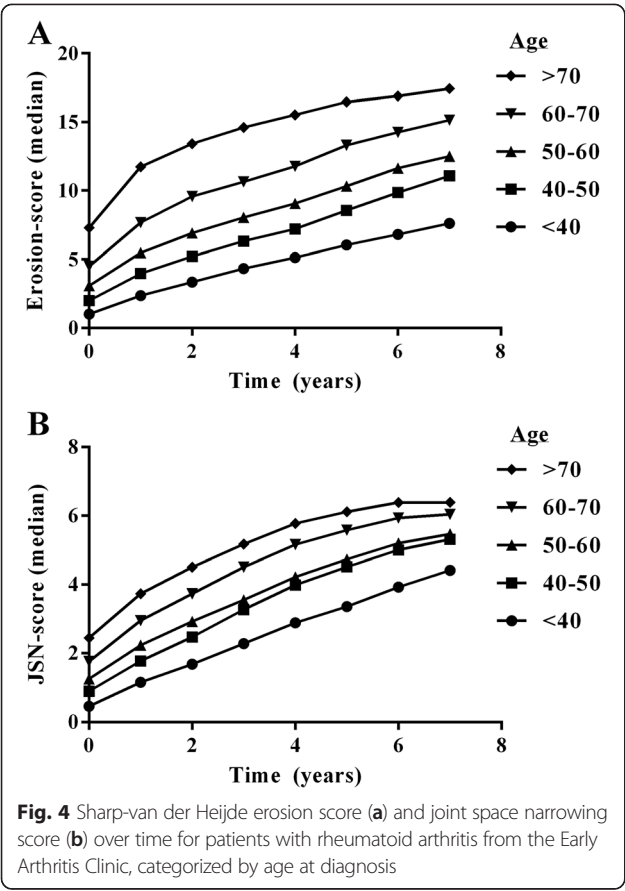 A
Age
20
15
10
5
0
Erosion-score (median)
>70
60-70
50-60
40-50
<40
0 2 4 6 8
Time (years)
B
Age
8
6
4
2
0
JSN-score (median)
>70
60-70
50-60
40-50
<40
0 2 4 6 8
Time (years)
Fig. 4 Sharp-van der Heijde erosion score (a) and joint space narrowing
score (b) over time for patients with rheumatoid arthritis from the Early
Arthritis Clinic, categorized by age at diagnosis